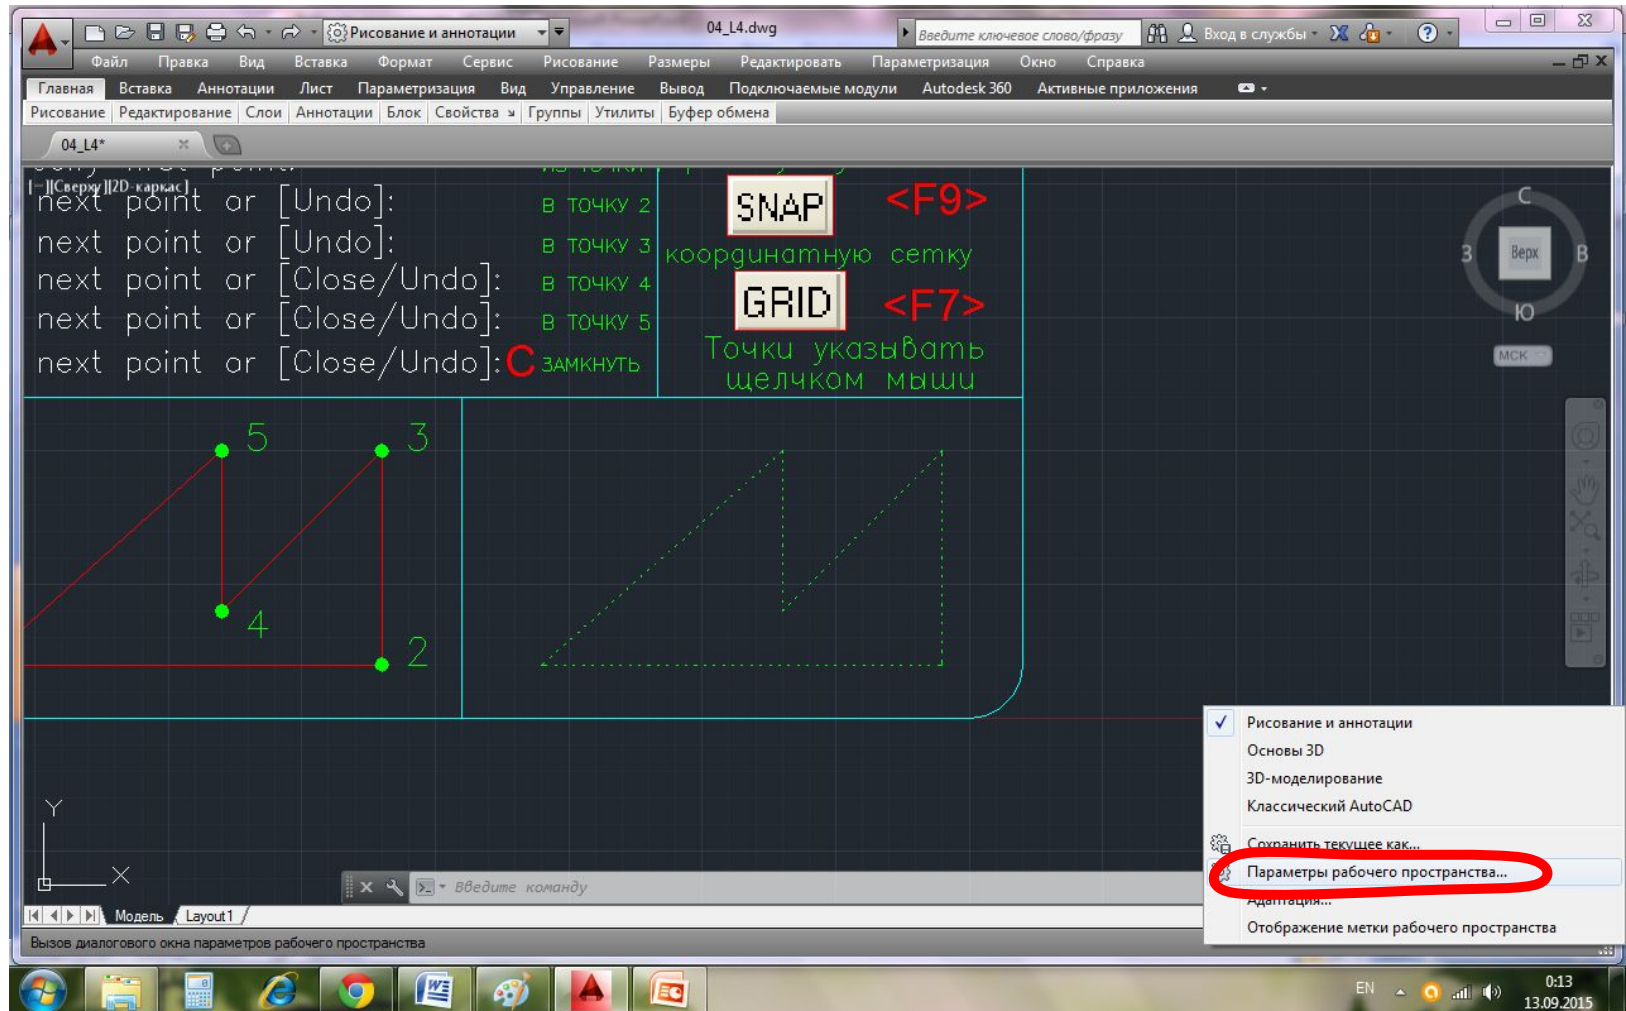 Рисование и аннотации
04_L4.dwg
Введите ключевое слово/фразу
Вход в службы
Файл Правка Вид Вставка Формат Сервис Рисование Размеры Редактировать Параметризация Окно Справка
Главная Вставка Аннотации Лист Параметризация Вид Управление Вывод Подключаемые модули Autodesk 360 Активные приложения
Рисование Редактирование Слои Аннотации Блок Свойства Группы Утилиты Буфер обмена
04_L4*
[−][Сверху][2D-каркас]
next point or [Undo]: в точку 2
next point or [Undo]: в точку 3
next point or [Close/Undo]: в точку 4
next point or [Close/Undo]: в точку 5
next point or [Close/Undo]: C замкнуть
SNAP <F9>
координатную сетку
GRID <F7>
Точки указывать
щелчком мыши
С
З Верх В
Ю
МСК
5 3
4
2
Y
X
Рисование и аннотации
Основы 3D
3D-моделирование
Классический AutoCAD
Сохранить текущее как...
Параметры рабочего пространства...
Адаптация...
Отображение метки рабочего пространства
Введите команду
Модель Layout1
Вызов диалогового окна параметров рабочего пространства
EN
0:13
13.09.2015